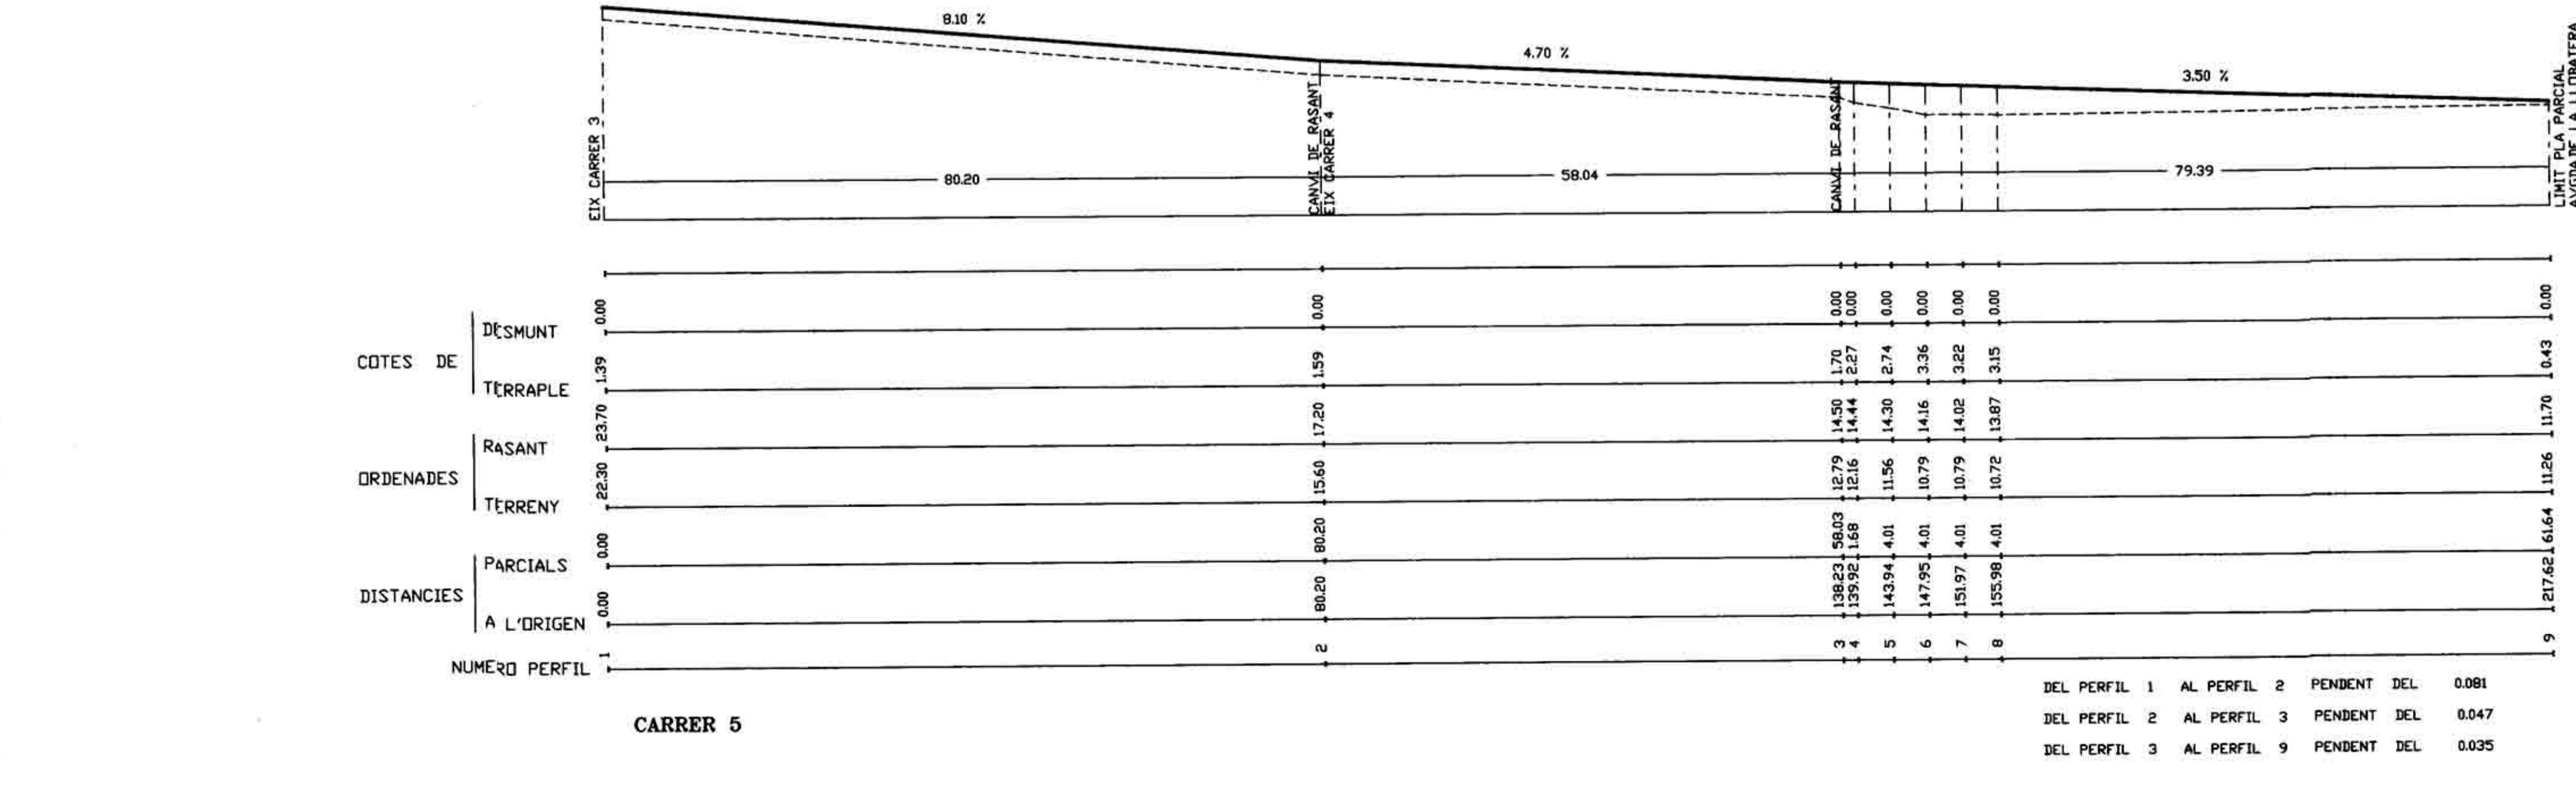 8.10 %
4.70 %
3.50 %
EIX CARRER 3
CANVI DE RASANT
EIX CARRER 4
CANVI DE RASANT
LIMIT PLA PARCIAL
80.20
58.04
79.39
COTES DE
DESMUNT 0.00 0.00 0.00 0.00 0.00 0.00 0.00 0.00 0.00
TERRAPLE 1.39 1.59 1.70 2.27 2.74 3.36 3.22 3.15 0.43
ORDENADES
RASANT 23.70 17.20 14.50 14.44 14.30 14.16 14.02 13.87 11.70
TERRENY 22.30 15.60 12.79 12.16 11.56 10.79 10.79 10.72 11.26
DISTANCIES
PARCIALS 0.00 80.20 58.03 1.68 4.01 4.01 4.01 4.01 61.64
A L'ORIGEN 0.00 80.20 138.23 139.92 143.94 147.95 151.97 155.98 217.62
NUMERO PERFIL 1 2 3 4 5 6 7 8 9
DEL PERFIL 1 AL PERFIL 2 PENDENT DEL 0.081
DEL PERFIL 2 AL PERFIL 3 PENDENT DEL 0.047
DEL PERFIL 3 AL PERFIL 9 PENDENT DEL 0.035
CARRER 5